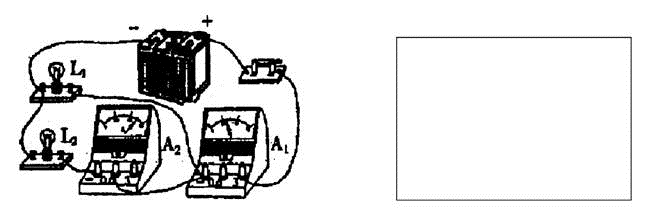 - +
L₁
L₂
A₂
A₁